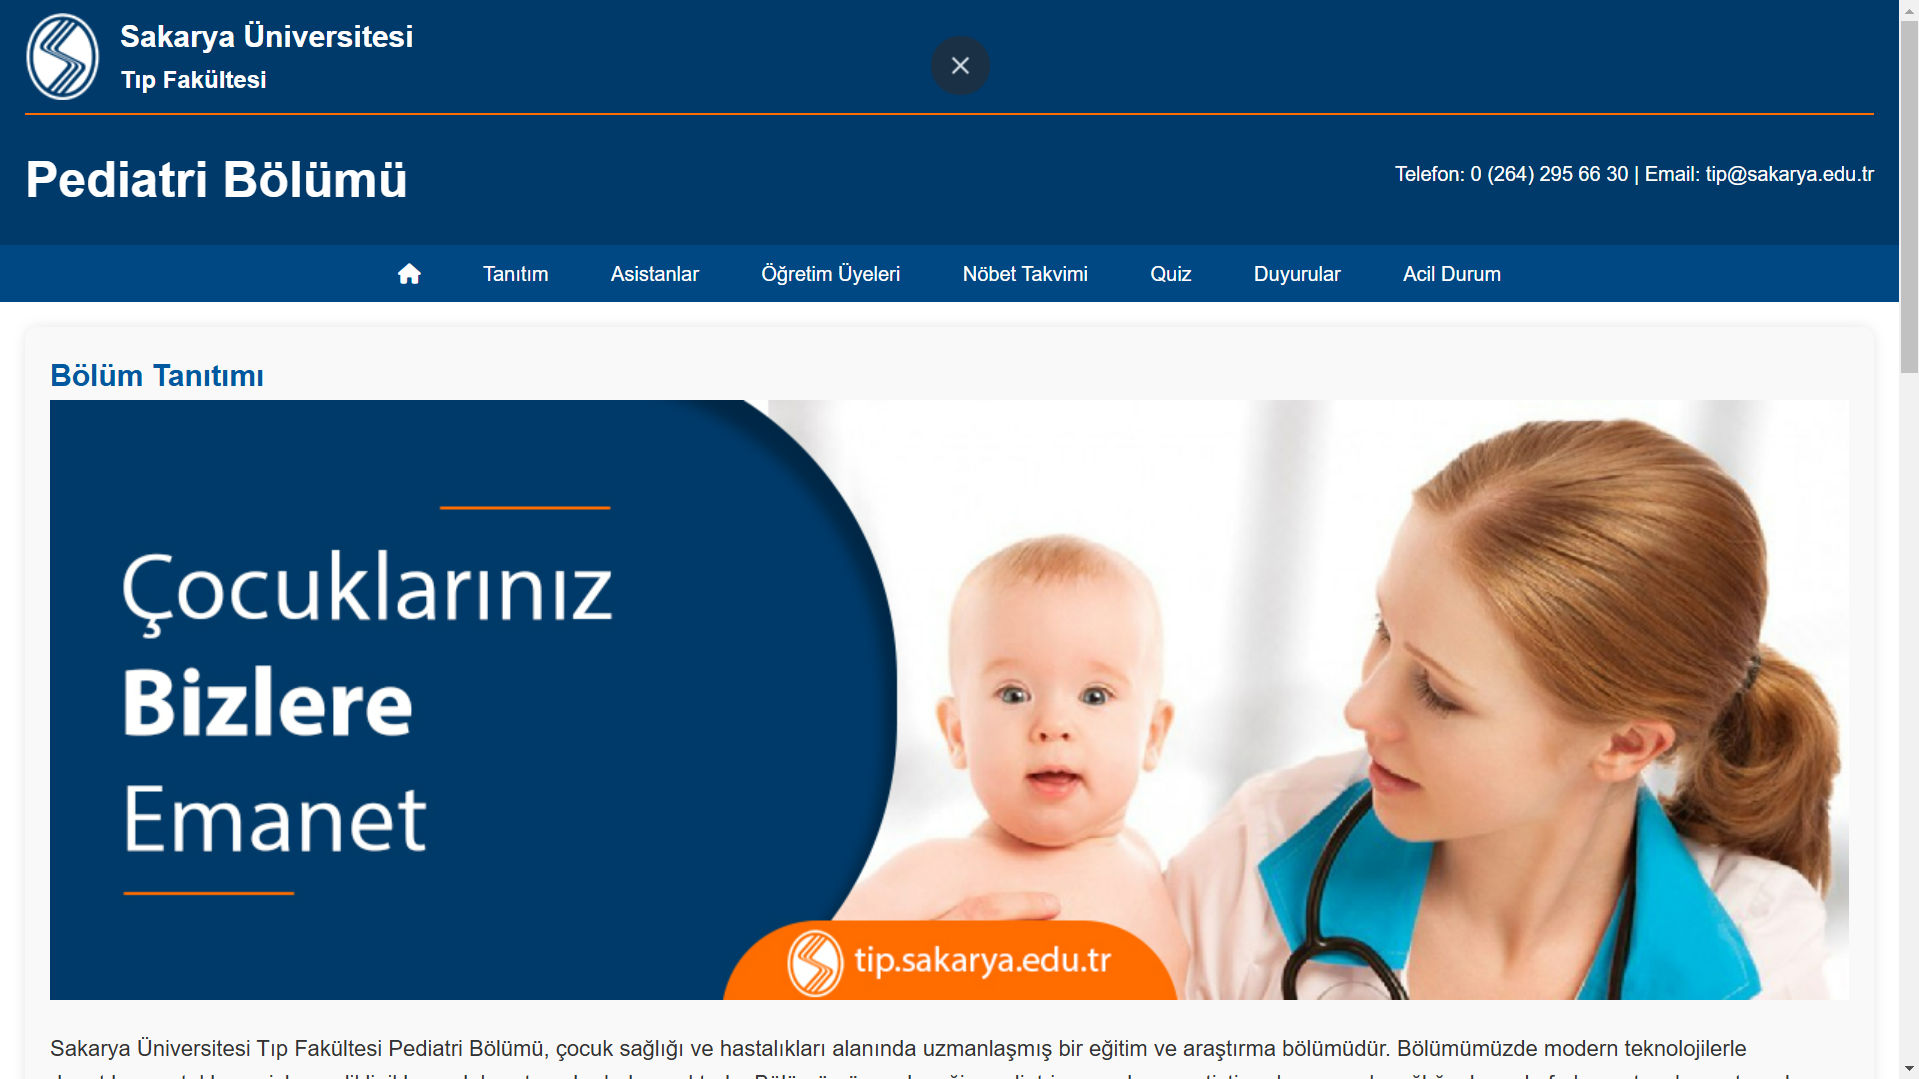 Sakarya Üniversitesi
Tıp Fakültesi
Pediatri Bölümü
Telefon: 0 (264) 295 66 30 | Email: tip@sakarya.edu.tr
Tanıtım
Asistanlar
Öğretim Üyeleri
Nöbet Takvimi
Quiz
Duyurular
Acil Durum
Bölüm Tanıtımı
Çocuklarınız
Bizlere
Emanet
tip.sakarya.edu.tr
Sakarya Üniversitesi Tıp Fakültesi Pediatri Bölümü, çocuk sağlığı ve hastalıkları alanında uzmanlaşmış bir eğitim ve araştırma bölümüdür. Bölümümüzde modern teknolojilerle